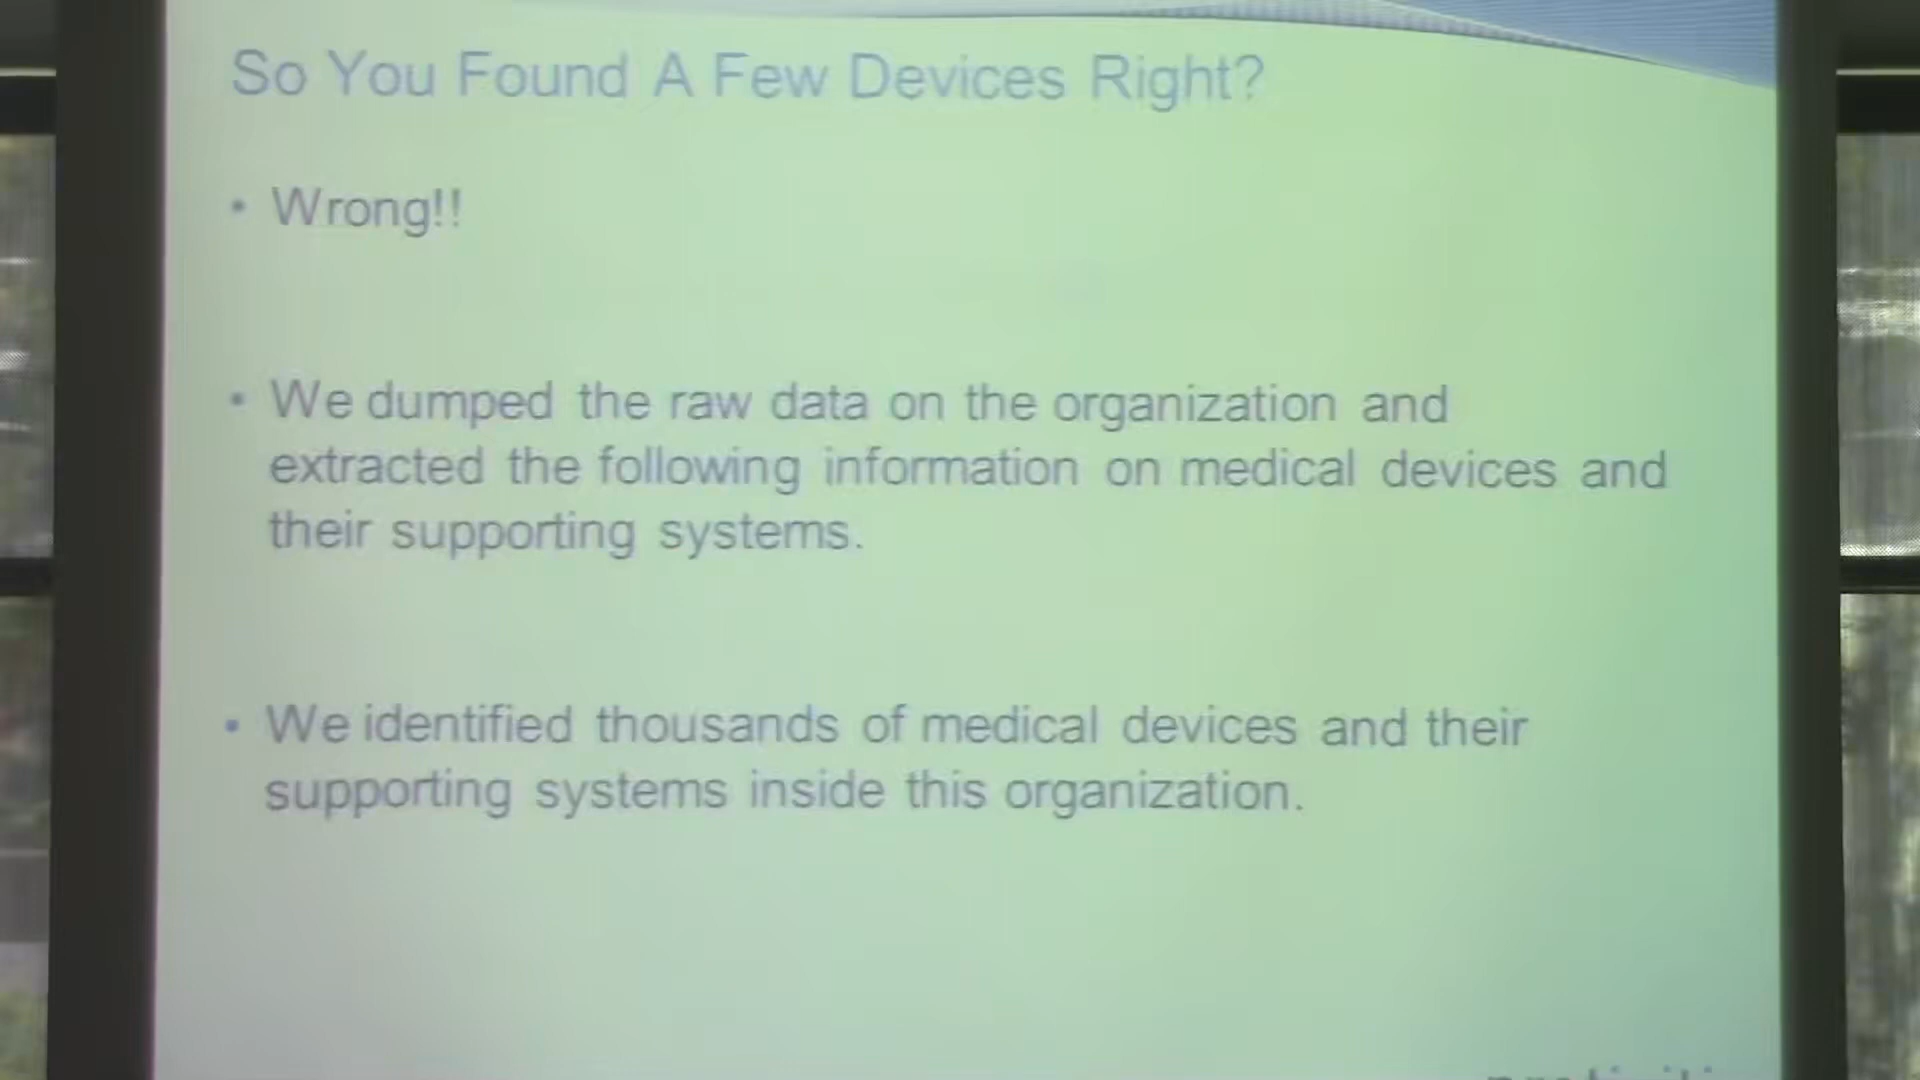 So You Found A Few Devices Right?
• Wrong!!
• We dumped the raw data on the organization and
extracted the following information on medical devices and
their supporting systems.
• We identified thousands of medical devices and their
supporting systems inside this organization.